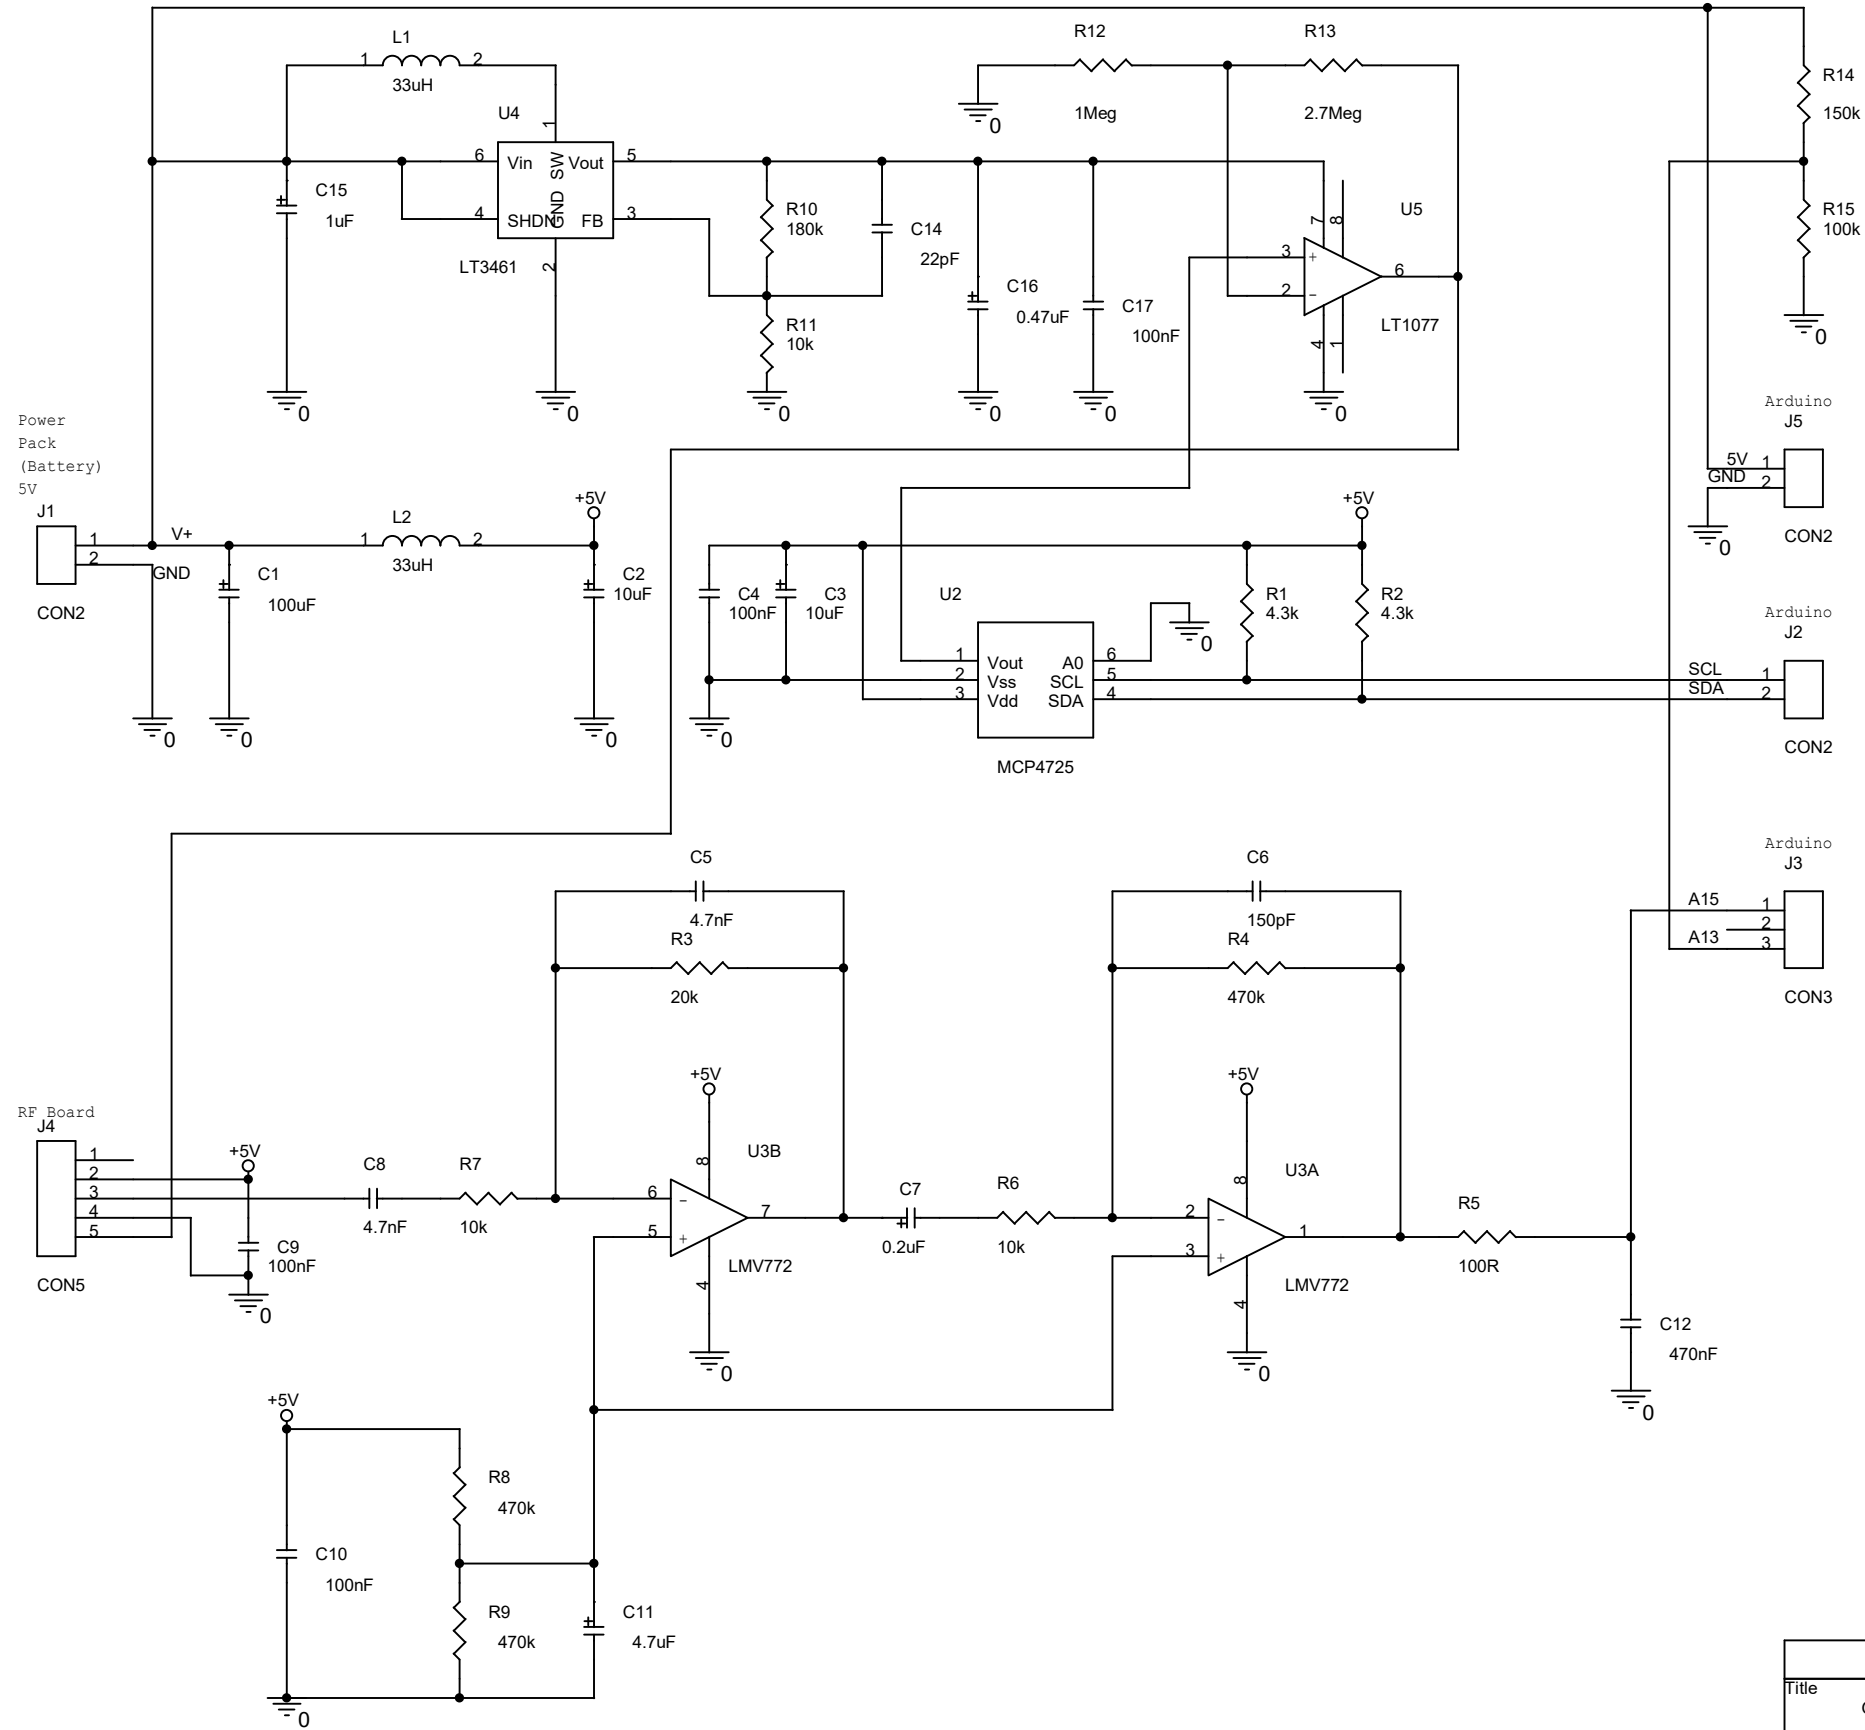 L1
1
2
33uH
R12
1Meg
R13
2.7Meg
0
R14
150k
R15
100k
0
U4
1
6
Vin
SW
Vout
5
4
SHDN
GND
FB
3
2
LT3461
C15
1uF
0
0
R10
180k
R11
10k
0
C14
22pF
C16
0.47uF
0
C17
100nF
0
U5
7
8
3
+
2
-
6
4
1
LT1077
0
Power
Pack
(Battery)
5V
J1
1
2
V+
GND
CON2
0
C1
100uF
0
L2
1
2
33uH
+5V
C2
10uF
0
C4
100nF
C3
10uF
0
U2
1
Vout
2
Vss
3
Vdd
A0
6
SCL
5
SDA
4
MCP4725
0
+5V
R1
4.3k
R2
4.3k
Arduino
J5
5V
1
GND
2
CON2
0
Arduino
J2
SCL
1
SDA
2
CON2
Arduino
J3
A15
1
2
A13
3
CON3
RF Board
J4
1
2
3
4
5
CON5
+5V
C9
100nF
0
C8
4.7nF
R7
10k
C5
4.7nF
R3
20k
+5V
U3B
8
6
-
5
+
7
4
LMV772
0
C7
+
0.2uF
R6
10k
C6
150pF
R4
470k
+5V
U3A
8
2
-
3
+
1
4
LMV772
0
R5
100R
C12
470nF
0
+5V
R8
470k
C10
100nF
R9
470k
C11
4.7uF
0
Title